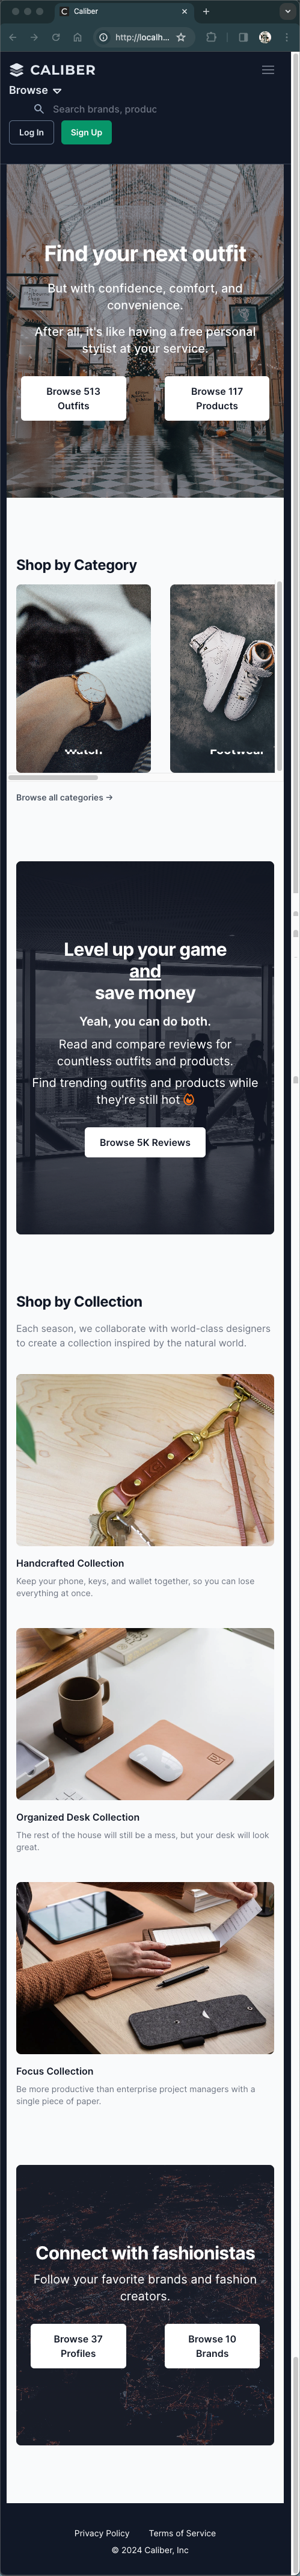 Caliber
http://localh...
CALIBER
Browse
Search brands, produc
Log In
Sign Up
Find your next outfit
But with confidence, comfort, and
convenience.
After all, it's like having a free personal
stylist at your service.
Browse 513
Outfits
Browse 117
Products
Shop by Category
Watch
Footwear
Browse all categories →
Level up your game
and
save money
Yeah, you can do both.
Read and compare reviews for
countless outfits and products.
Find trending outfits and products while
they're still hot
Browse 5K Reviews
Shop by Collection
Each season, we collaborate with world-class designers
to create a collection inspired by the natural world.
Handcrafted Collection
Keep your phone, keys, and wallet together, so you can lose
everything at once.
Organized Desk Collection
The rest of the house will still be a mess, but your desk will look
great.
Focus Collection
Be more productive than enterprise project managers with a
single piece of paper.
Connect with fashionistas
Follow your favorite brands and fashion
creators.
Browse 37
Profiles
Browse 10
Brands
Privacy Policy
Terms of Service
© 2024 Caliber, Inc